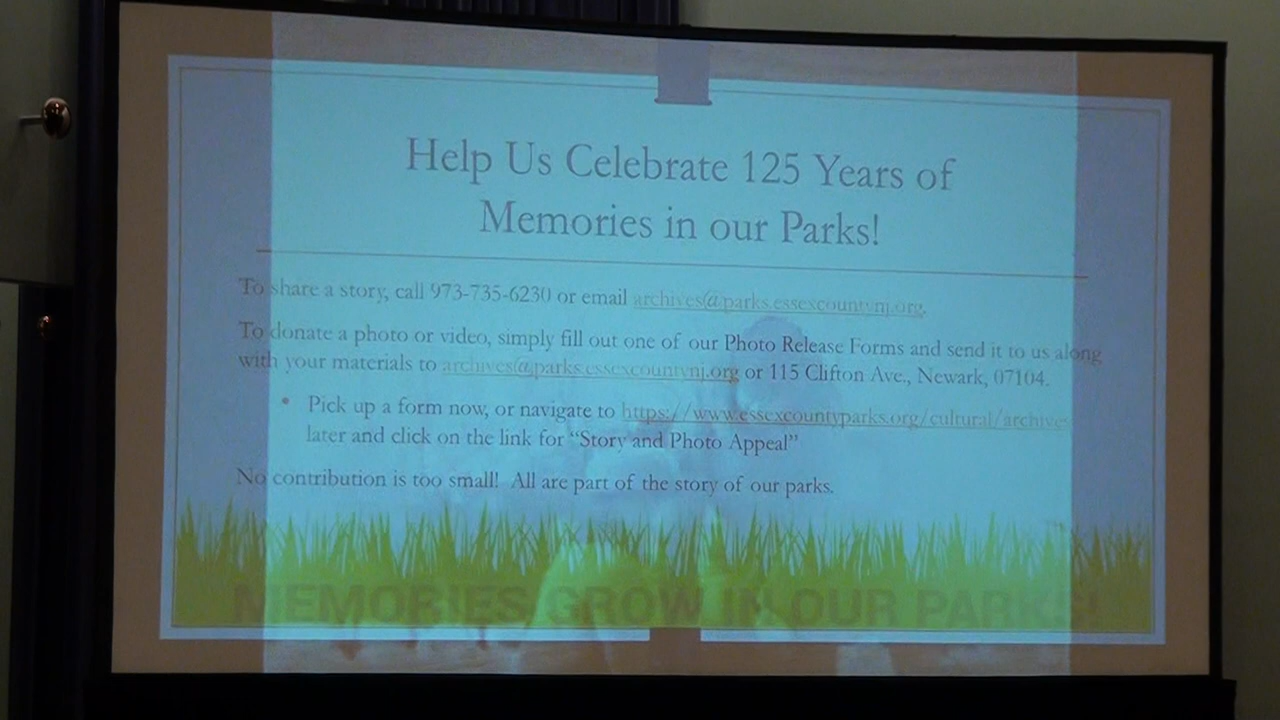 Help Us Celebrate 125 Years of
Memories in our Parks!
To share a story, call 973-735-6230 or email archives@parks.essexcountynj.org.
To donate a photo or video, simply fill out one of our Photo Release Forms and send it to us along
with your materials to archives@parks.essexcountynj.org or 115 Clifton Ave., Newark, 07104.
• Pick up a form now, or navigate to https://www.essexcountyparks.org/cultural/archives
later and click on the link for “Story and Photo Appeal”
No contribution is too small! All are part of the story of our parks.
MEMORIES GROW IN OUR PARKS!